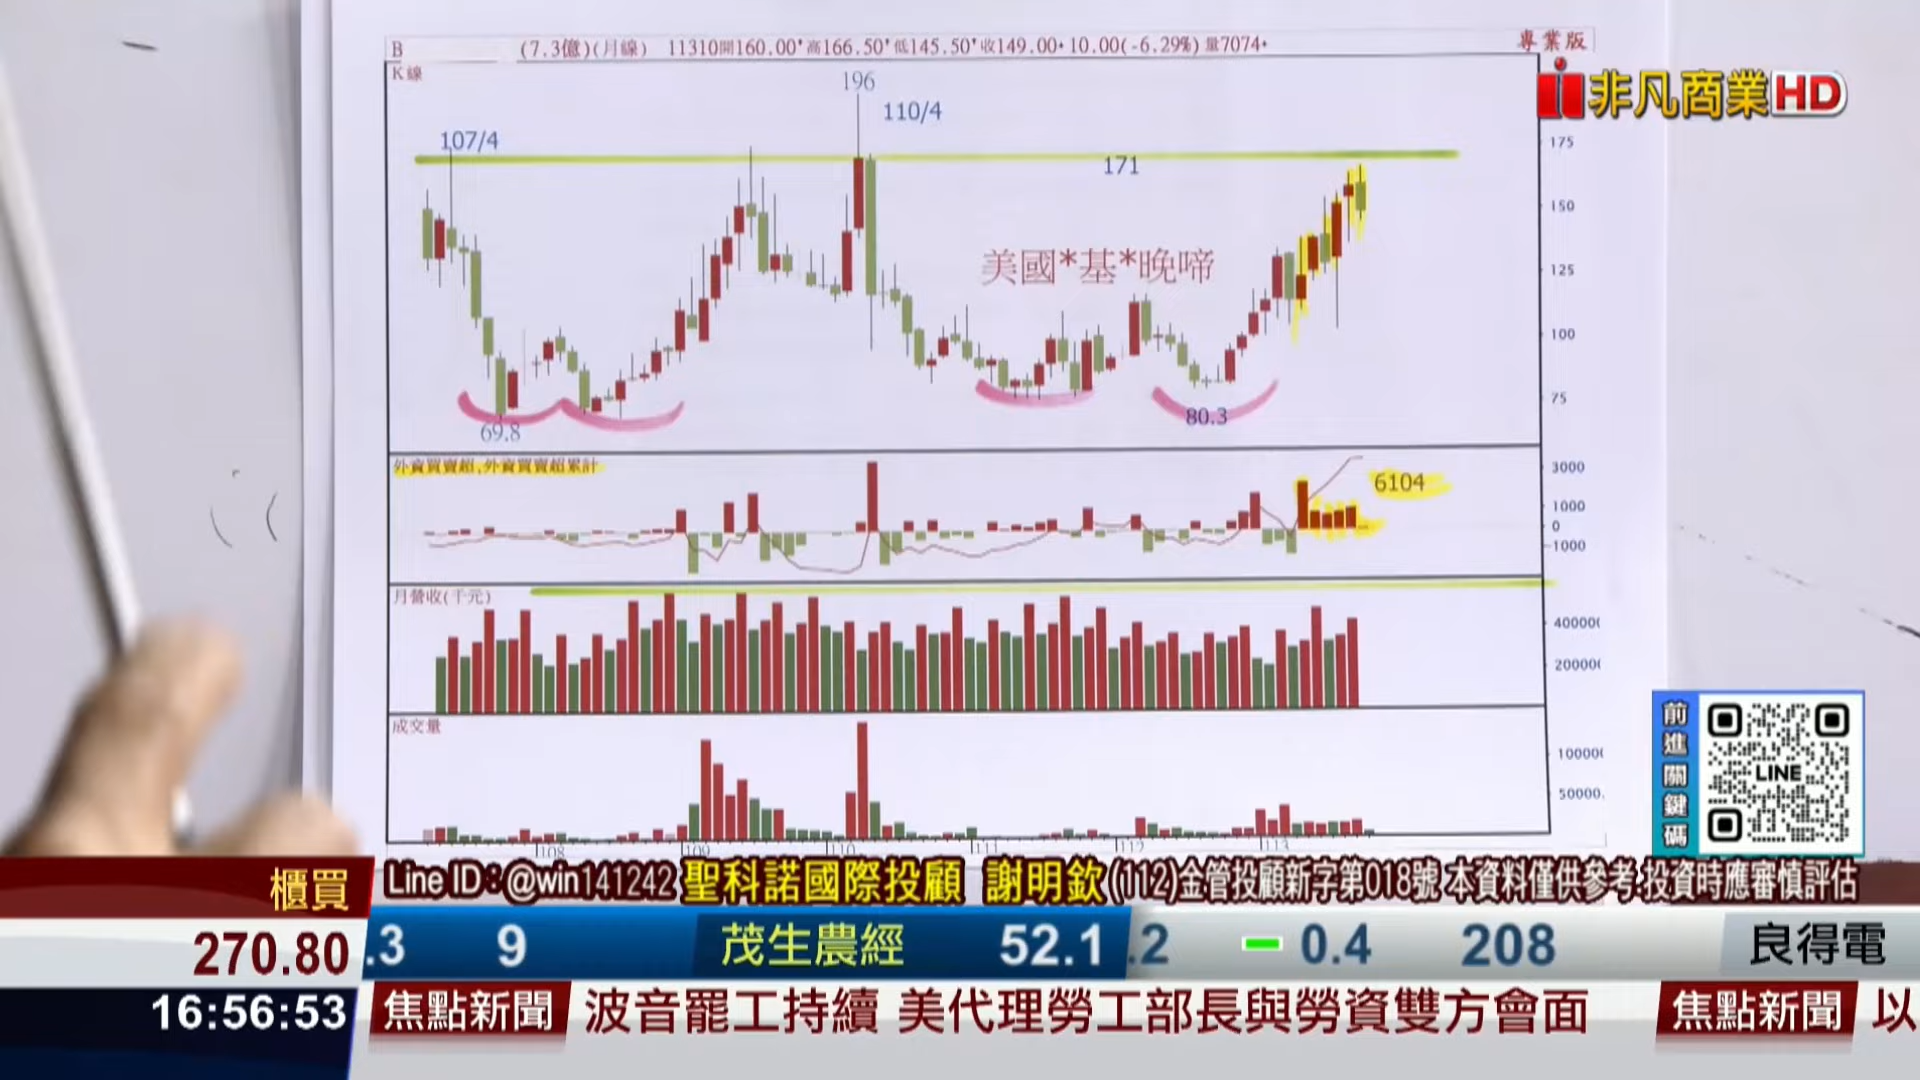 B (7.3億)(月線) 11310開160.00'高166.50'低145.50'收149.00+10.00(-6.29%)量7074+
專業版
K線
非凡商業HD
196
110/4
107/4
171
175
150
125
100
75
美國*基*晚啼
69.8
80.3
外資買賣超,外資買賣超累計
6104
3000
1000
0
-1000
月營收(千元)
成交量
108
109
110
111
112
113
前進關鍵碼
LINE
Line ID:@win141242 聖科諾國際投顧 謝明欽 (112)金管投顧新字第018號 本資料僅供參考.投資時應審慎評估
櫃買
270.80
.3 9 茂生農經 52.1 .2 0.4 208 良得電
16:56:53
焦點新聞 波音罷工持續 美代理勞工部長與勞資雙方會面 焦點新聞 以